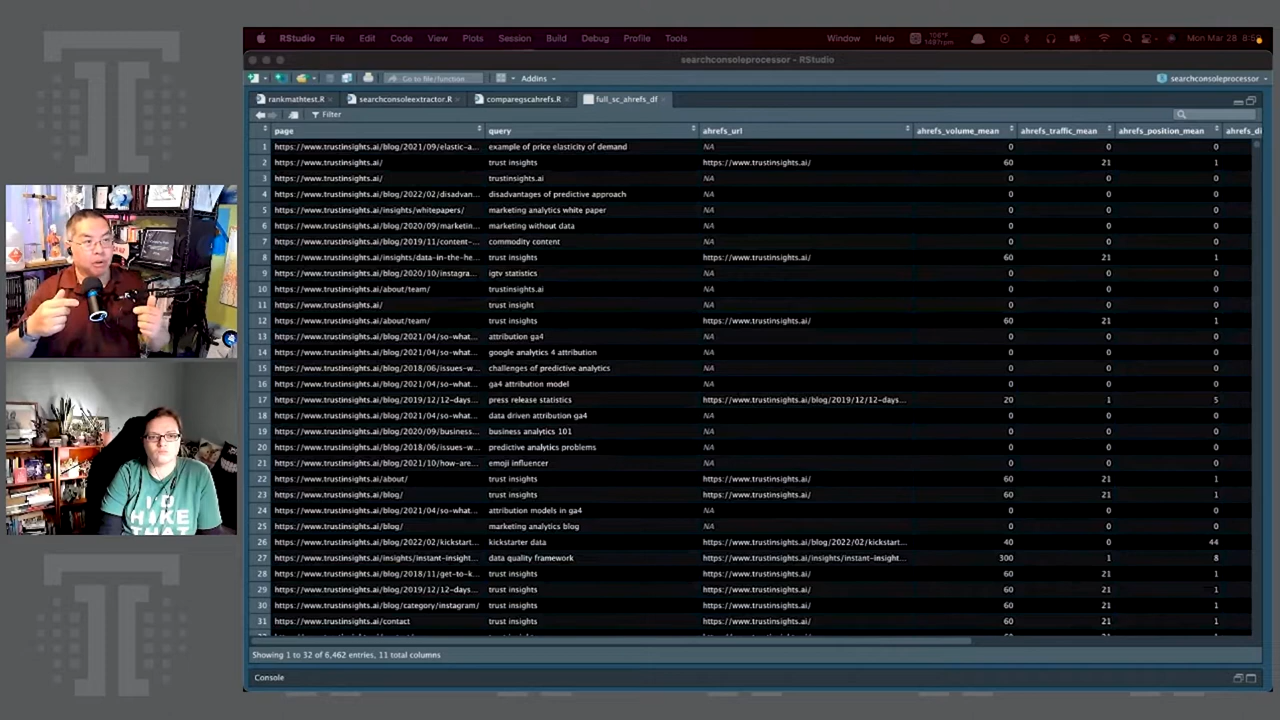 RStudio File Edit Code View Plots Session Build Debug Profile Tools Window Help Mon Mar 28
searchconsoleprocessor - RStudio
Go to file/function Addins searchconsoleprocessor
rankmathtest.R searchconsoleextractor.R comparegscahrefs.R full_sc_ahrefs_df
Filter
page query ahrefs_url ahrefs_volume_mean ahrefs_traffic_mean ahrefs_position_mean ahrefs_di
1 https://www.trustinsights.ai/blog/2021/09/elastic-a... example of price elasticity of demand NA 0 0 0
2 https://www.trustinsights.ai/ trust insights https://www.trustinsights.ai/ 60 21 1
3 https://www.trustinsights.ai/ trustinsights.ai NA 0 0 0
4 https://www.trustinsights.ai/blog/2022/02/disadvan... disadvantages of predictive approach NA 0 0 0
5 https://www.trustinsights.ai/insights/whitepapers/ marketing analytics white paper NA 0 0 0
6 https://www.trustinsights.ai/blog/2020/09/marketin... marketing without data NA 0 0 0
7 https://www.trustinsights.ai/blog/2019/11/content-... commodity content NA 0 0 0
8 https://www.trustinsights.ai/insights/data-in-the-he... trust insights https://www.trustinsights.ai/ 60 21 1
9 https://www.trustinsights.ai/blog/2020/10/instagra... igtv statistics NA 0 0 0
10 https://www.trustinsights.ai/about/team/ trustinsights.ai NA 0 0 0
11 https://www.trustinsights.ai/ trust insight NA 0 0 0
12 https://www.trustinsights.ai/about/team/ trust insights https://www.trustinsights.ai/ 60 21 1
13 https://www.trustinsights.ai/blog/2021/04/so-what... attribution ga4 NA 0 0 0
14 https://www.trustinsights.ai/blog/2021/04/so-what... google analytics 4 attribution NA 0 0 0
15 https://www.trustinsights.ai/blog/2018/06/issues-w... challenges of predictive analytics NA 0 0 0
16 https://www.trustinsights.ai/blog/2021/04/so-what... ga4 attribution model NA 0 0 0
17 https://www.trustinsights.ai/blog/2019/12/12-days... press release statistics https://www.trustinsights.ai/blog/2019/12/12-days... 20 1 5
18 https://www.trustinsights.ai/blog/2021/04/so-what... data driven attribution ga4 NA 0 0 0
19 https://www.trustinsights.ai/blog/2020/09/business... business analytics 101 NA 0 0 0
20 https://www.trustinsights.ai/blog/2018/06/issues-w... predictive analytics problems NA 0 0 0
21 https://www.trustinsights.ai/blog/2021/10/how-are... emoji influencer NA 0 0 0
22 https://www.trustinsights.ai/about/ trust insights https://www.trustinsights.ai/ 60 21 1
23 https://www.trustinsights.ai/blog/ trust insights https://www.trustinsights.ai/ 60 21 1
24 https://www.trustinsights.ai/blog/2021/04/so-what... attribution models in ga4 NA 0 0 0
25 https://www.trustinsights.ai/blog/ marketing analytics blog NA 0 0 0
26 https://www.trustinsights.ai/blog/2022/02/kickstart... kickstarter data https://www.trustinsights.ai/blog/2022/02/kickstart... 40 0 44
27 https://www.trustinsights.ai/insights/instant-insight... data quality framework https://www.trustinsights.ai/insights/instant-insight... 300 1 8
28 https://www.trustinsights.ai/blog/2018/11/get-to-k... trust insights https://www.trustinsights.ai/ 60 21 1
29 https://www.trustinsights.ai/blog/2019/12/12-days... trust insights https://www.trustinsights.ai/ 60 21 1
30 https://www.trustinsights.ai/blog/category/instagram/ trust insights https://www.trustinsights.ai/ 60 21 1
31 https://www.trustinsights.ai/contact trust insights https://www.trustinsights.ai/ 60 21 1
Showing 1 to 32 of 6,462 entries, 11 total columns
Console